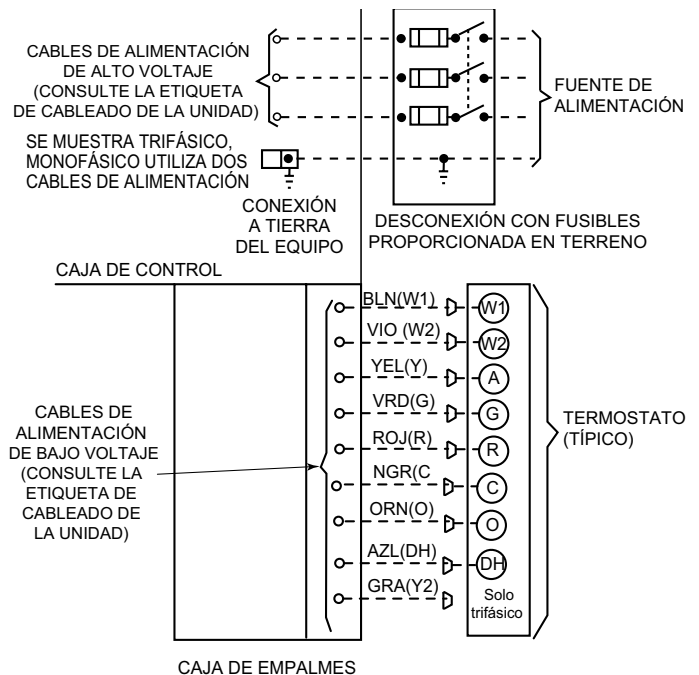 CABLES DE ALIMENTACIÓN
DE ALTO VOLTAJE
(CONSULTE LA ETIQUETA
DE CABLEADO DE LA UNIDAD)
FUENTE DE
ALIMENTACIÓN
SE MUESTRA TRIFÁSICO,
MONOFÁSICO UTILIZA DOS
CABLES DE ALIMENTACIÓN
CONEXIÓN
A TIERRA
DEL EQUIPO
DESCONEXIÓN CON FUSIBLES
PROPORCIONADA EN TERRENO
CAJA DE CONTROL
BLN(W1)
W1
VIO (W2)
W2
YEL(Y)
A
VRD(G)
G
ROJ(R)
R
NGR(C
C
ORN(O)
O
AZL(DH)
DH
GRA(Y2)
Solo
trifásico
CABLES DE
ALIMENTACIÓN
DE BAJO VOLTAJE
(CONSULTE LA
ETIQUETA DE
CABLEADO DE
LA UNIDAD)
TERMOSTATO
(TÍPICO)
CAJA DE EMPALMES